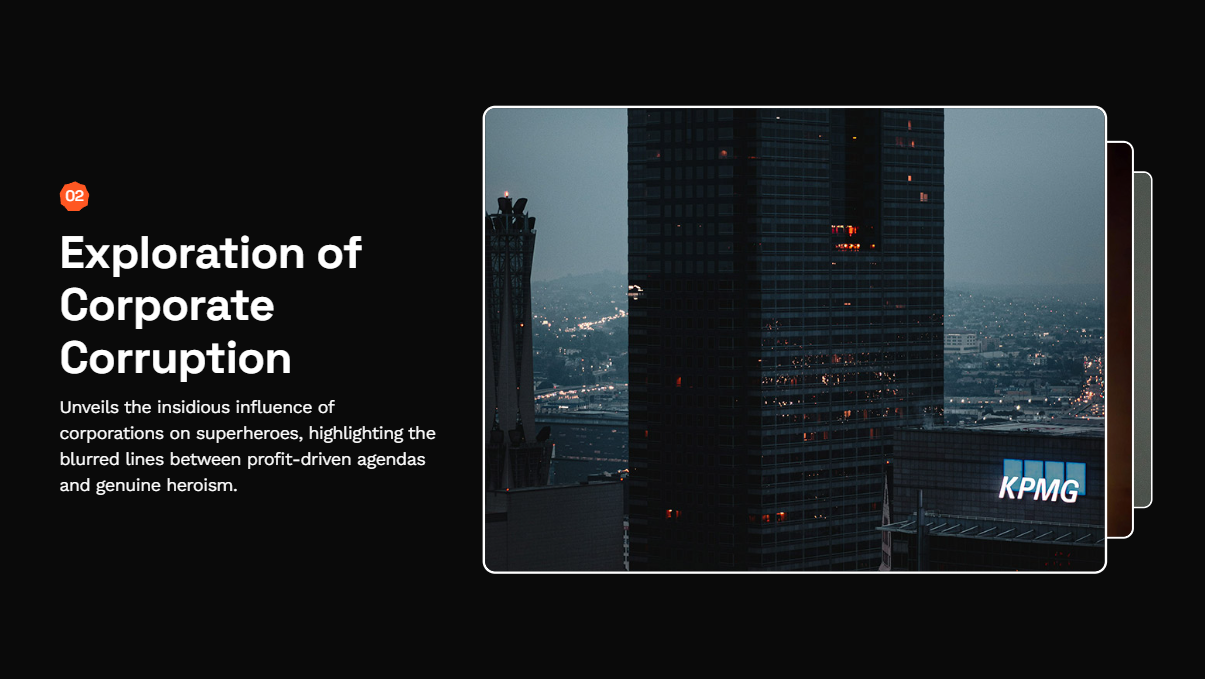 02
Exploration of
Corporate
Corruption
Unveils the insidious influence of
corporations on superheroes, highlighting the
blurred lines between profit-driven agendas
and genuine heroism.
KPMG